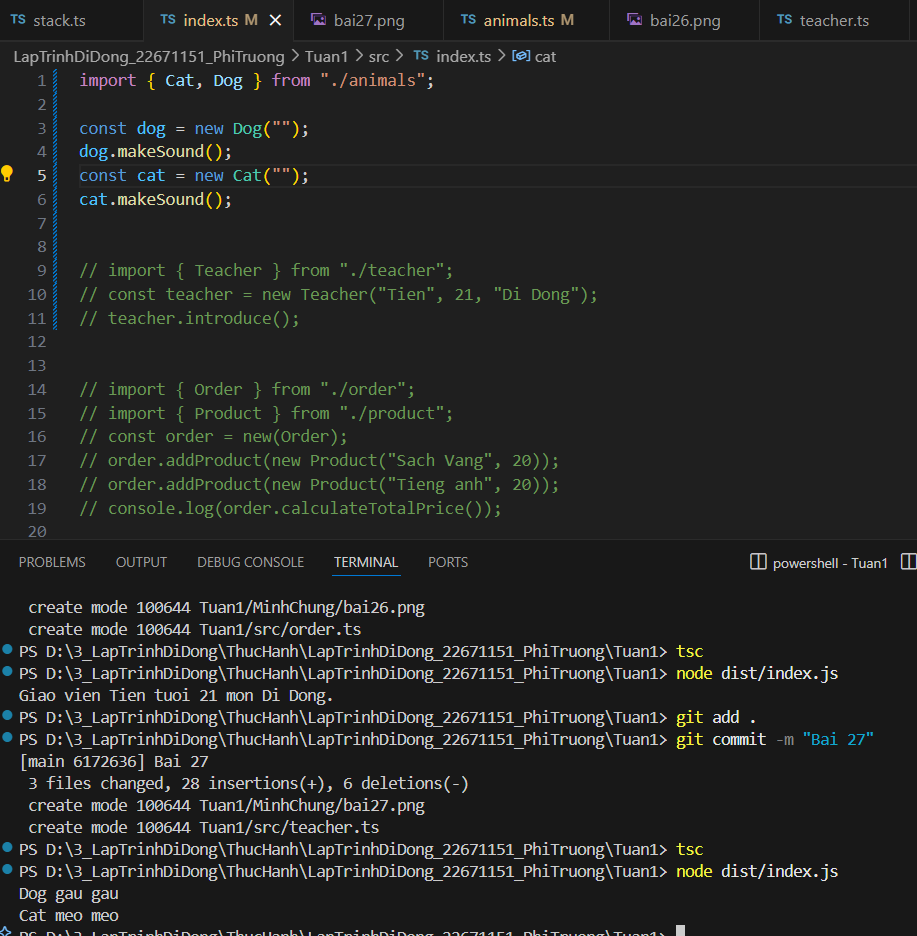 TS stack.ts TS index.ts M × bai27.png TS animals.ts M bai26.png TS teacher.ts
LapTrinhDiDong_22671151_PhiTruong > Tuan1 > src > TS index.ts > cat
1 import { Cat, Dog } from "./animals";
2
3 const dog = new Dog("");
4 dog.makeSound();
5 const cat = new Cat("");
6 cat.makeSound();
7
8
9 // import { Teacher } from "./teacher";
10 // const teacher = new Teacher("Tien", 21, "Di Dong");
11 // teacher.introduce();
12
13
14 // import { Order } from "./order";
15 // import { Product } from "./product";
16 // const order = new(Order);
17 // order.addProduct(new Product("Sach Vang", 20));
18 // order.addProduct(new Product("Tieng anh", 20));
19 // console.log(order.calculateTotalPrice());
20
PROBLEMS OUTPUT DEBUG CONSOLE TERMINAL PORTS powershell - Tuan1
create mode 100644 Tuan1/MinhChung/bai26.png
create mode 100644 Tuan1/src/order.ts
PS D:\3_LapTrinhDiDong\ThucHanh\LapTrinhDiDong_22671151_PhiTruong\Tuan1> tsc
PS D:\3_LapTrinhDiDong\ThucHanh\LapTrinhDiDong_22671151_PhiTruong\Tuan1> node dist/index.js
Giao vien Tien tuoi 21 mon Di Dong.
PS D:\3_LapTrinhDiDong\ThucHanh\LapTrinhDiDong_22671151_PhiTruong\Tuan1> git add .
PS D:\3_LapTrinhDiDong\ThucHanh\LapTrinhDiDong_22671151_PhiTruong\Tuan1> git commit -m "Bai 27"
[main 6172636] Bai 27
3 files changed, 28 insertions(+), 6 deletions(-)
create mode 100644 Tuan1/MinhChung/bai27.png
create mode 100644 Tuan1/src/teacher.ts
PS D:\3_LapTrinhDiDong\ThucHanh\LapTrinhDiDong_22671151_PhiTruong\Tuan1> tsc
PS D:\3_LapTrinhDiDong\ThucHanh\LapTrinhDiDong_22671151_PhiTruong\Tuan1> node dist/index.js
Dog gau gau
Cat meo meo
PS D:\3_LapTrinhDiDong\ThucHanh\LapTrinhDiDong_22671151_PhiTruong\Tuan1>